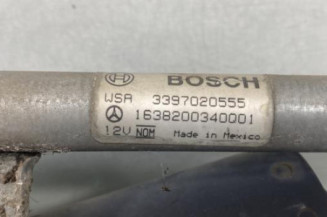 BOSCH
WSA 3397020555
1638200340001
12V NOM Made in Mexico